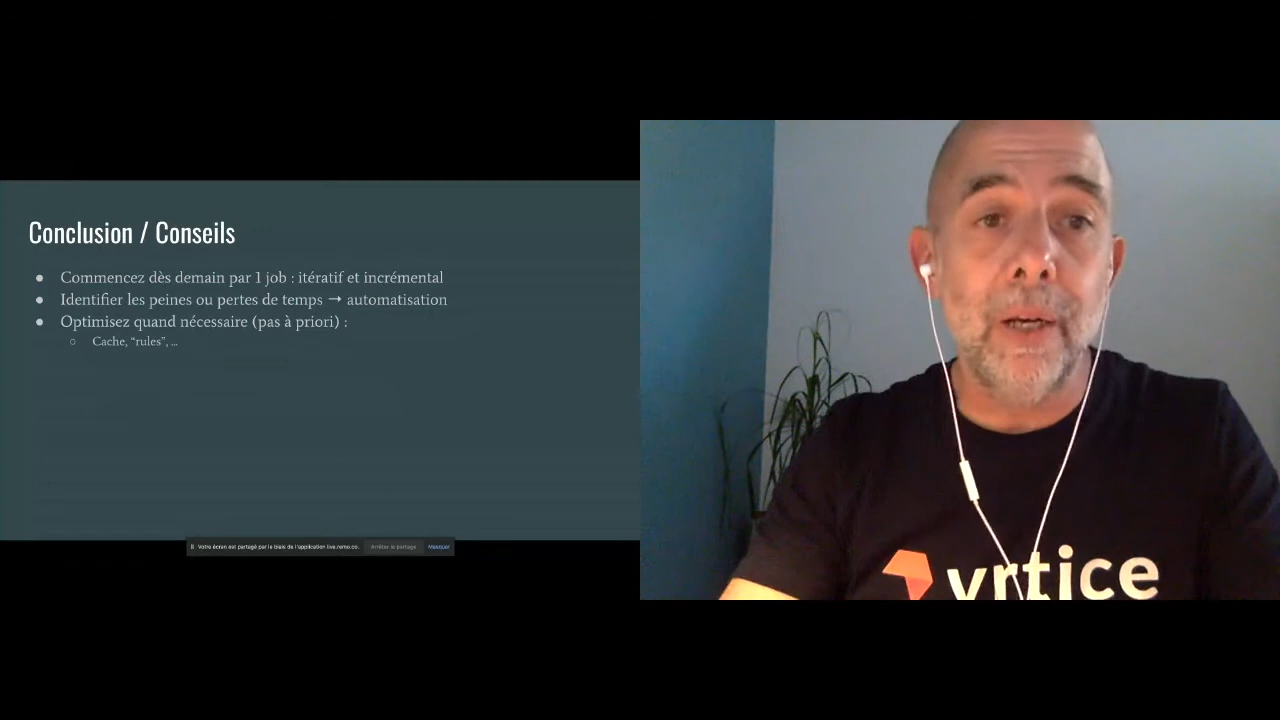 Conclusion / Conseils
● Commencez dès demain par 1 job : itératif et incrémental
● Identifier les peines ou pertes de temps → automatisation
● Optimisez quand nécessaire (pas à priori) :
○ Cache, “rules”, ...
Votre écran est partagé par le biais de l'application live.remo.co. Arrêter le partage Masquer
yrtice